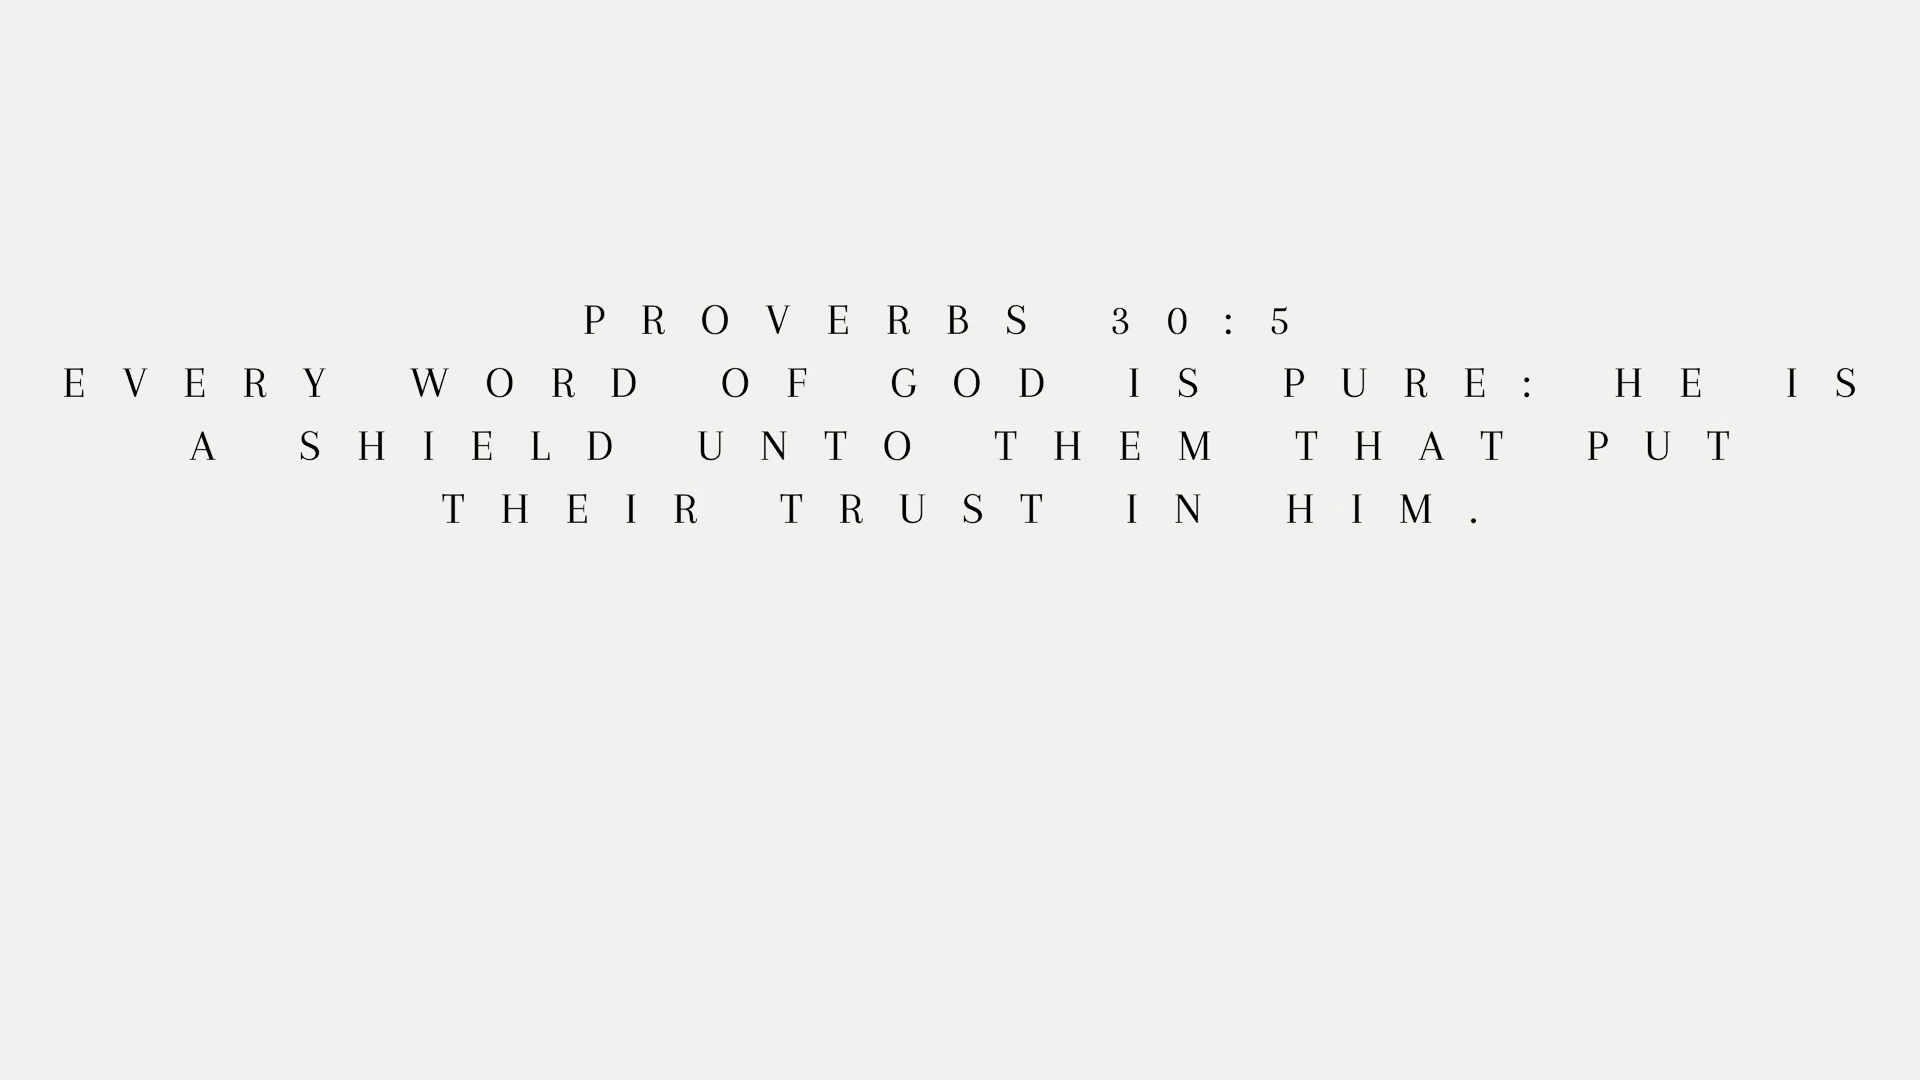 PROVERBS 30:5
EVERY WORD OF GOD IS PURE: HE IS
A SHIELD UNTO THEM THAT PUT
THEIR TRUST IN HIM.